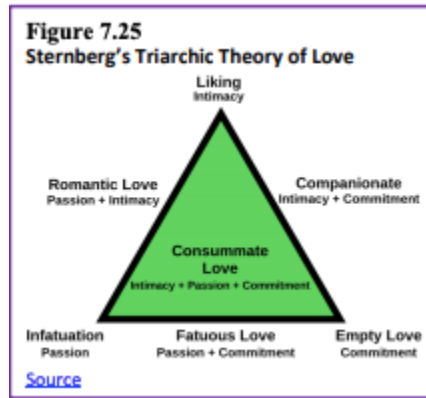 Figure 7.25
Sternberg's Triarchic Theory of Love
Liking
Intimacy
Romantic Love
Passion + Intimacy
Companionate
Intimacy + Commitment
Consummate
Love
Intimacy + Passion + Commitment
Infatuation
Passion
Fatuous Love
Passion + Commitment
Empty Love
Commitment
Source